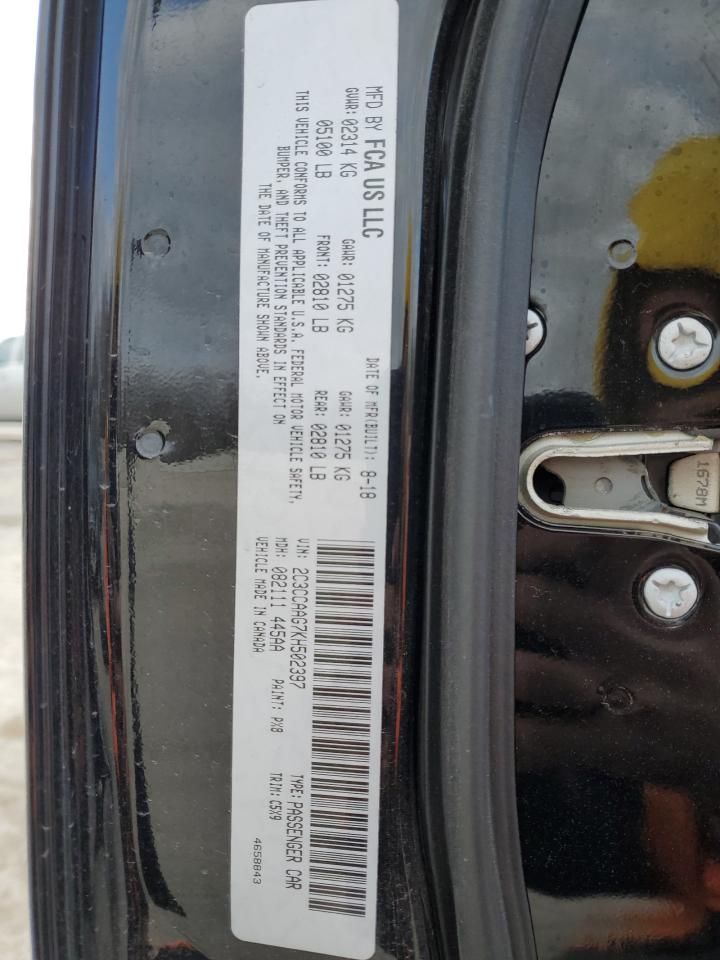 MFD BY FCA US LLC
DATE OF MFR(BUILT): 8-18
GVWR: 02314 KG GAWR: 01275 KG GAWR: 01275 KG
05100 LB FRONT: 02810 LB REAR: 02810 LB
THIS VEHICLE CONFORMS TO ALL APPLICABLE U.S.A. FEDERAL MOTOR VEHICLE SAFETY,
BUMPER, AND THEFT PREVENTION STANDARDS IN EFFECT ON
THE DATE OF MANUFACTURE SHOWN ABOVE.
VIN: 2C3CCAAG7KH502397 TYPE: PASSENGER CAR
MDH: 082111 445AA PAINT: PX8 TRIM: C5X9
VEHICLE MADE IN CANADA
4658843
1678M